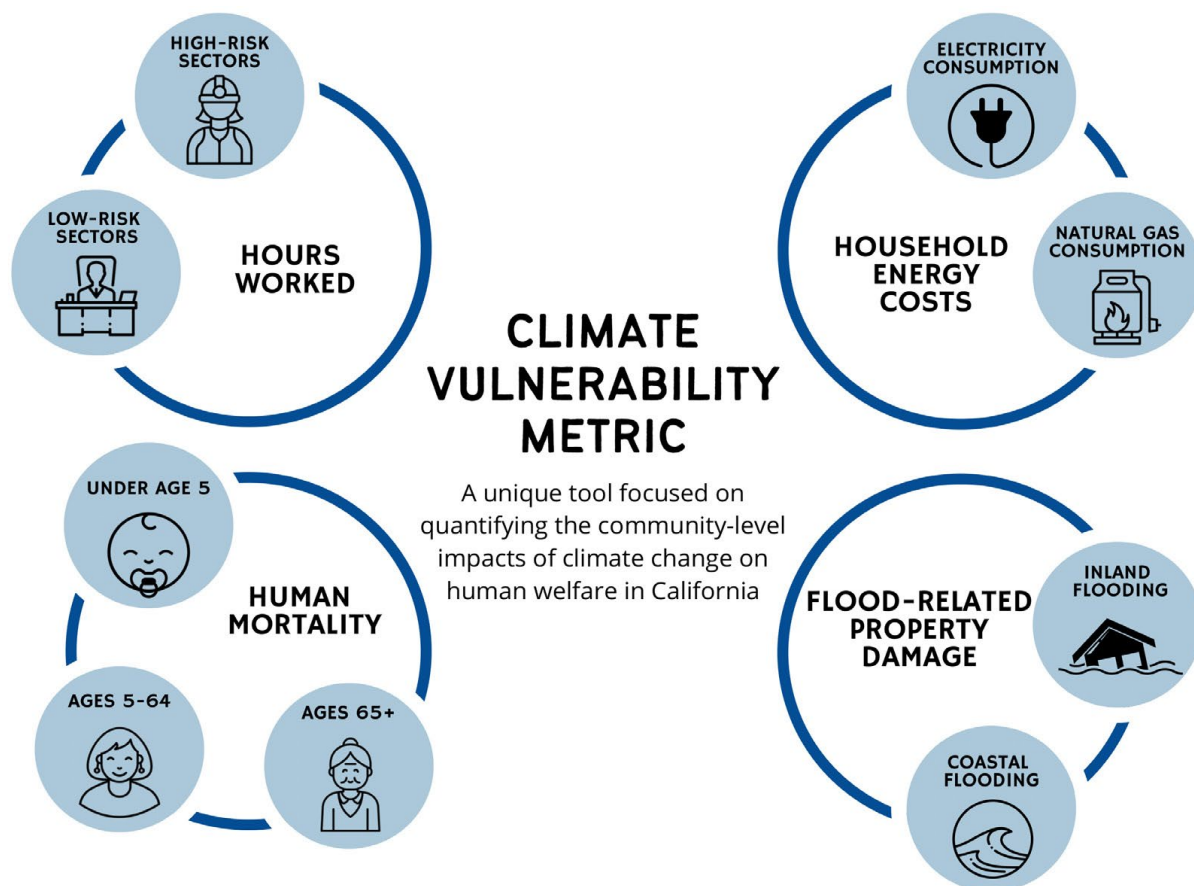 HIGH-RISK
SECTORS
LOW-RISK
SECTORS
HOURS
WORKED
ELECTRICITY
CONSUMPTION
NATURAL GAS
CONSUMPTION
HOUSEHOLD
ENERGY
COSTS
CLIMATE
VULNERABILITY
METRIC
A unique tool focused on
quantifying the community-level
impacts of climate change on
human welfare in California
UNDER AGE 5
HUMAN
MORTALITY
AGES 5-64
AGES 65+
INLAND
FLOODING
FLOOD-RELATED
PROPERTY
DAMAGE
COASTAL
FLOODING